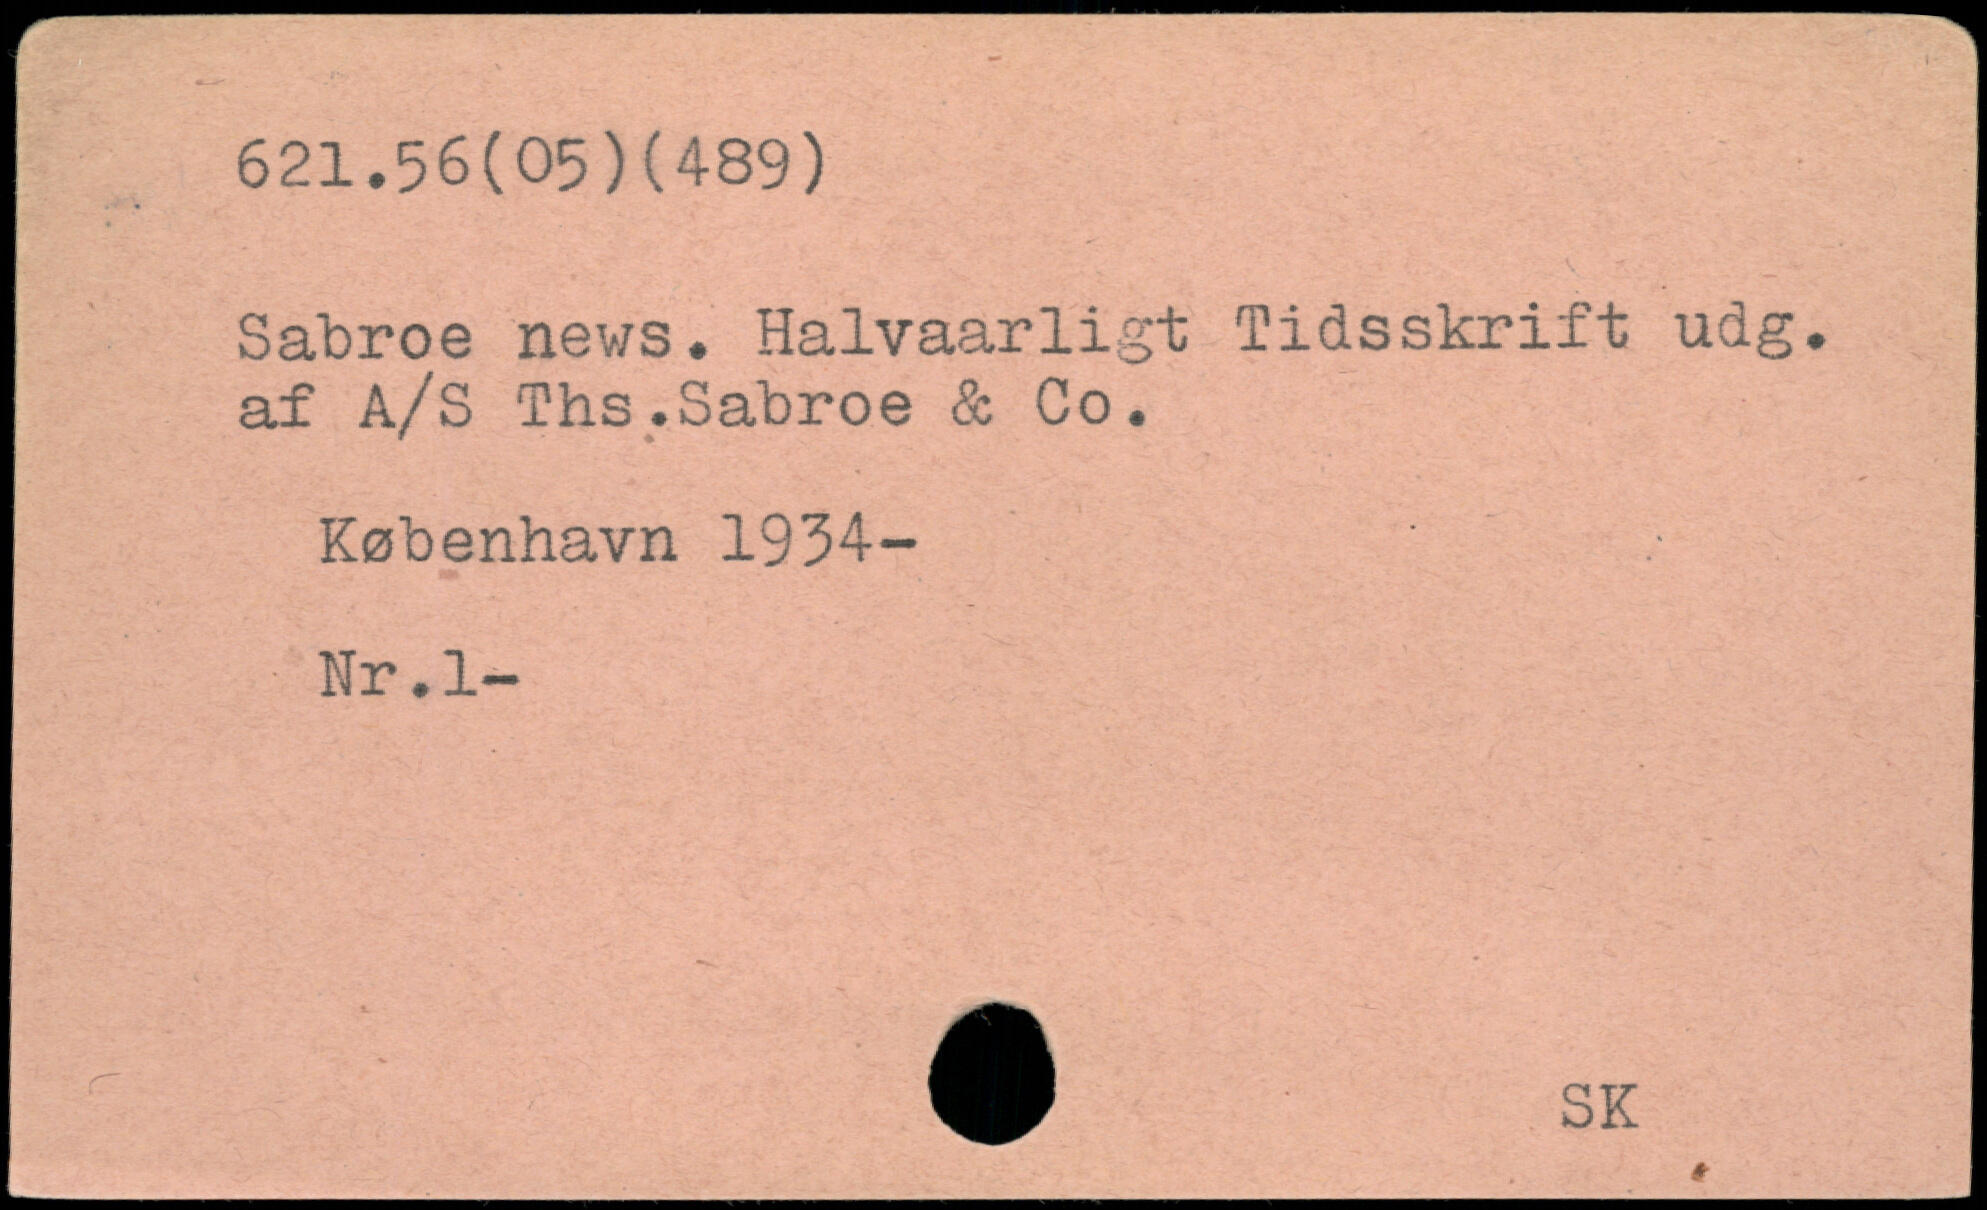 621.56(05)(489)
Sabroe news. Halvaarligt Tidsskrift udg.
af A/S Ths.Sabroe & Co.
København 1934-
Nr.1-
SK